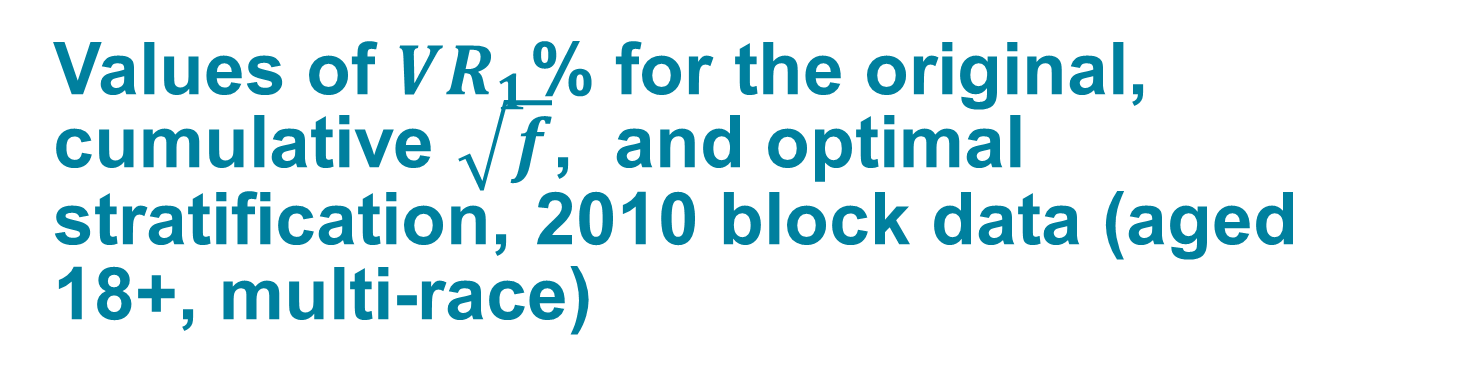 Values of VR₁% for the original,
cumulative √f, and optimal
stratification, 2010 block data (aged
18+, multi-race)